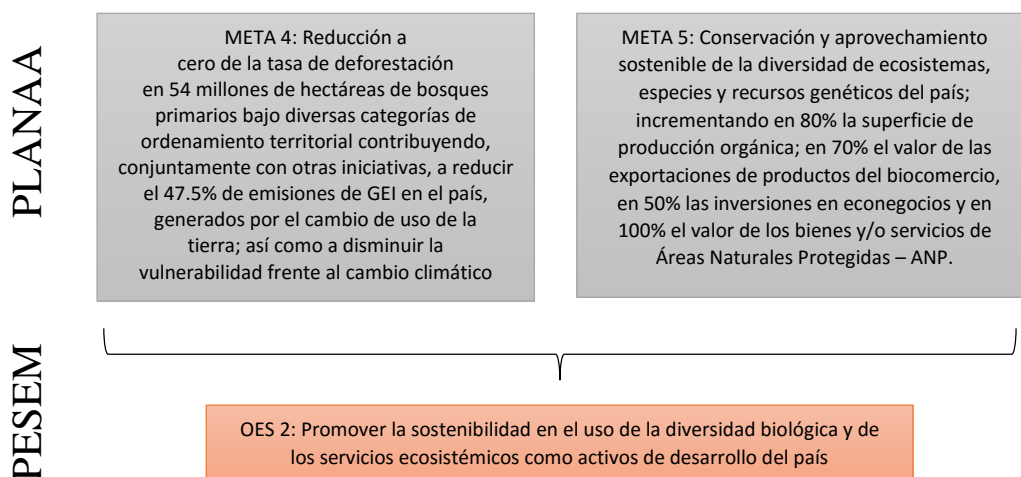 PLANAA
META 4: Reducción a
cero de la tasa de deforestación
en 54 millones de hectáreas de bosques
primarios bajo diversas categorías de
ordenamiento territorial contribuyendo,
conjuntamente con otras iniciativas, a reducir
el 47.5% de emisiones de GEI en el país,
generados por el cambio de uso de la
tierra; así como a disminuir la
vulnerabilidad frente al cambio climático
META 5: Conservación y aprovechamiento
sostenible de la diversidad de ecosistemas,
especies y recursos genéticos del país;
incrementando en 80% la superficie de
producción orgánica; en 70% el valor de las
exportaciones de productos del biocomercio,
en 50% las inversiones en econegocios y en
100% el valor de los bienes y/o servicios de
Áreas Naturales Protegidas – ANP.
PESEM
OES 2: Promover la sostenibilidad en el uso de la diversidad biológica y de
los servicios ecosistémicos como activos de desarrollo del país